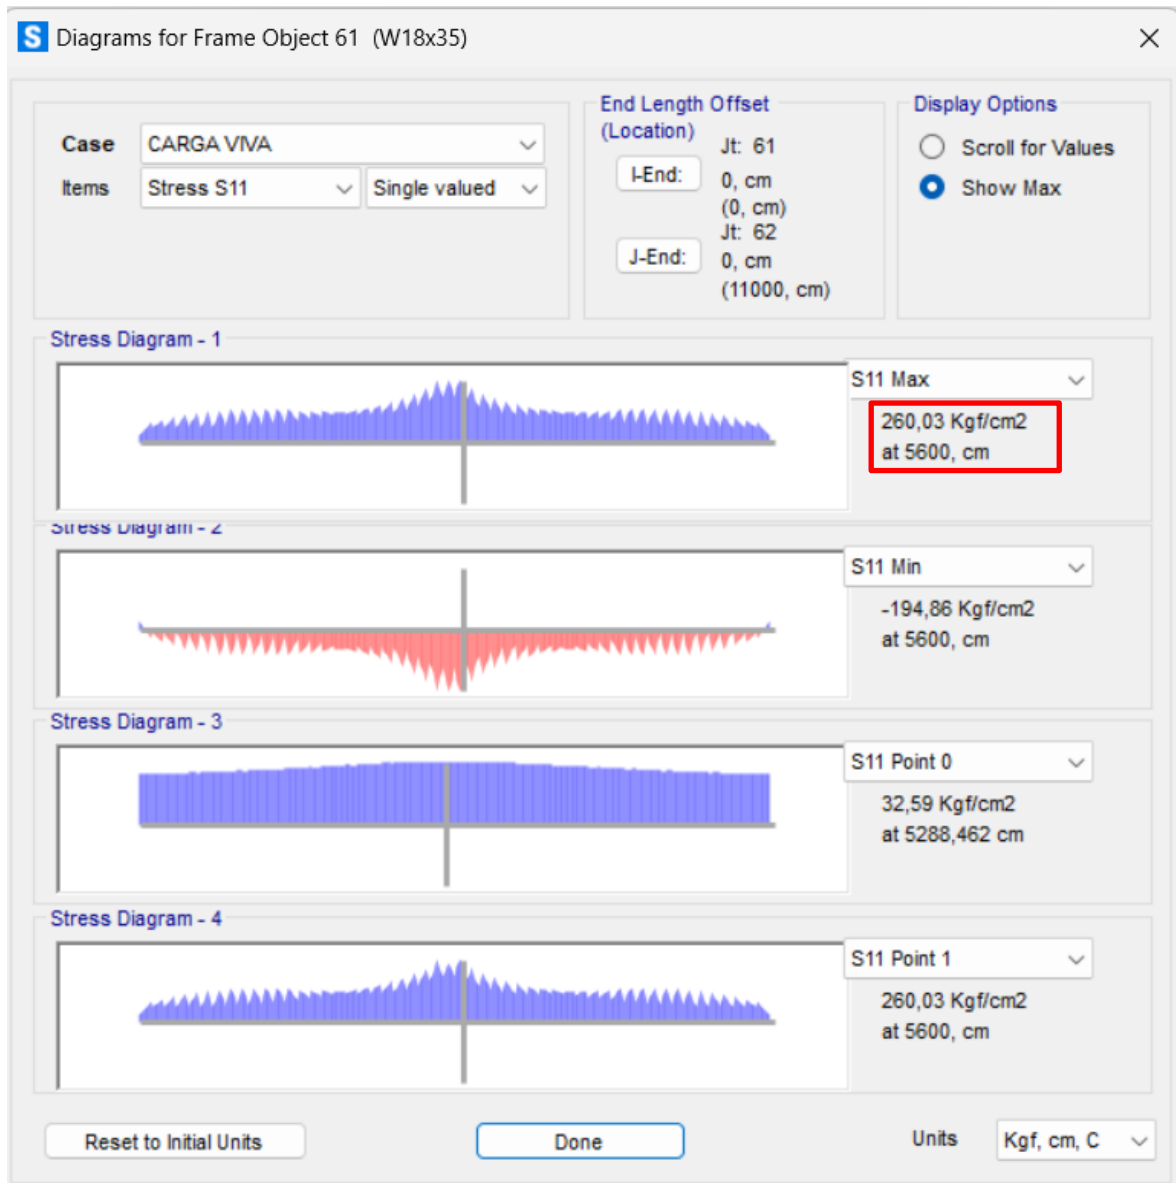 S Diagrams for Frame Object 61 (W18x35)
Case CARGA VIVA
Items Stress S11 Single valued
End Length Offset
(Location)
Jt: 61
I-End: 0, cm
(0, cm)
Jt: 62
J-End: 0, cm
(11000, cm)
Display Options
Scroll for Values
Show Max
Stress Diagram - 1
S11 Max
260,03 Kgf/cm2
at 5600, cm
Stress Diagram - 2
S11 Min
-194,86 Kgf/cm2
at 5600, cm
Stress Diagram - 3
S11 Point 0
32,59 Kgf/cm2
at 5288,462 cm
Stress Diagram - 4
S11 Point 1
260,03 Kgf/cm2
at 5600, cm
Reset to Initial Units
Done
Units Kgf, cm, C